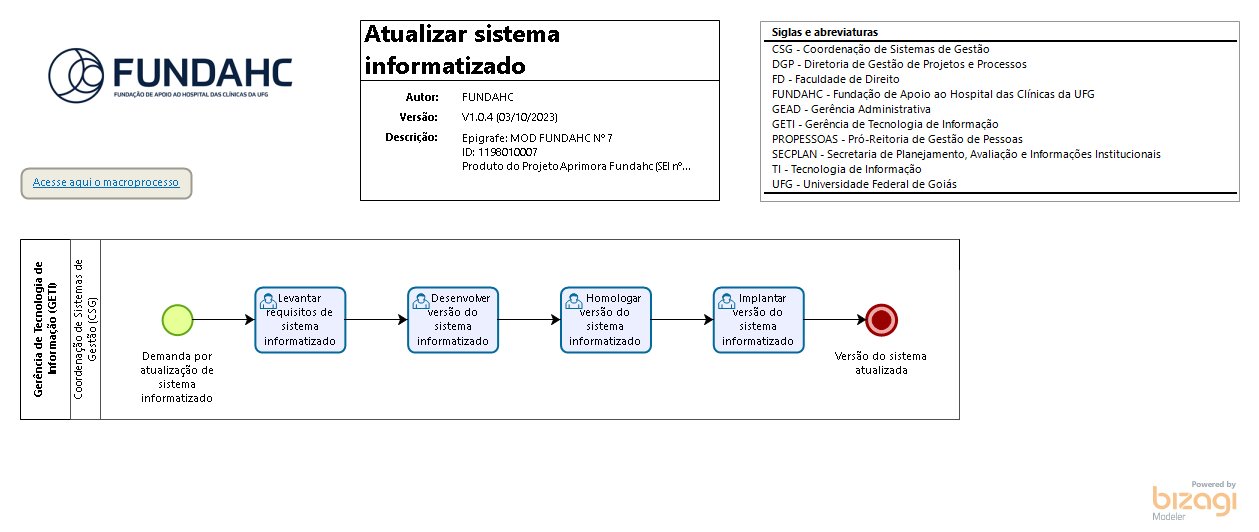 FUNDAHC
FUNDAÇÃO DE APOIO AO HOSPITAL DAS CLÍNICAS DA UFG
Acesse aqui o macroprocesso
Atualizar sistema
informatizado
Autor: FUNDAHC
Versão: V1.0.4 (03/10/2023)
Descrição: Epigrafe: MOD FUNDAHC Nº 7
ID: 1198010007
Produto do Projeto Aprimora Fundahc (SEI nº...
Siglas e abreviaturas
CSG - Coordenação de Sistemas de Gestão
DGP - Diretoria de Gestão de Projetos e Processos
FD - Faculdade de Direito
FUNDAHC - Fundação de Apoio ao Hospital das Clínicas da UFG
GEAD - Gerência Administrativa
GETI - Gerência de Tecnologia de Informação
PROPESSOAS - Pró-Reitoria de Gestão de Pessoas
SECPLAN - Secretaria de Planejamento, Avaliação e Informações Institucionais
TI - Tecnologia de Informação
UFG - Universidade Federal de Goiás
Gerência de Tecnologia de
Informação (GETI)
Coordenação de Sistemas de
Gestão (CSG)
Demanda por
atualização de
sistema
informatizado
Levantar
requisitos de
sistema
informatizado
Desenvolver
versão do
sistema
informatizado
Homologar
versão do
sistema
informatizado
Implantar
versão do
sistema
informatizado
Versão do sistema
atualizada
Powered by
bizagi
Modeler